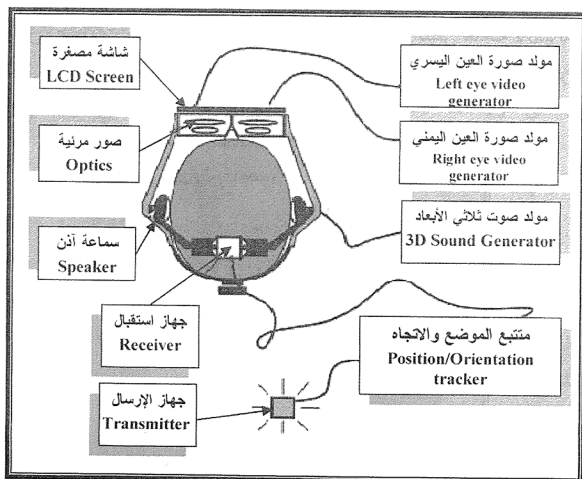 شاشة مصغرة
LCD Screen
مولد صورة العين اليسري
Left eye video
generator
صور مرئية
Optics
مولد صورة العين اليمني
Right eye video
generator
سماعة آذن
Speaker
مولد صوت ثلاثي الأبعاد
3D Sound Generator
جهاز استقبال
Receiver
متتبع الموضع والاتجاه
Position/Orientation
tracker
جهاز الإرسال
Transmitter